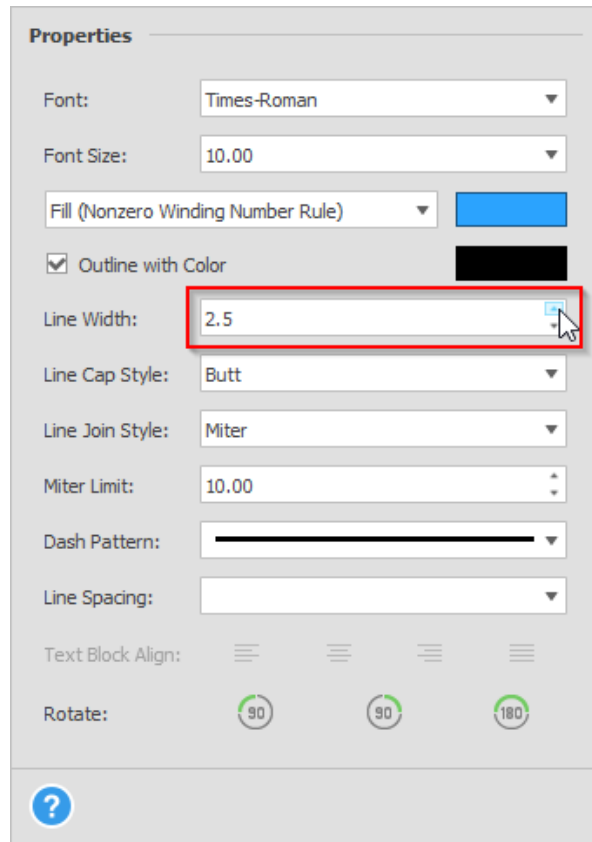 Properties
Font: Times-Roman
Font Size: 10.00
Fill (Nonzero Winding Number Rule)
Outline with Color
Line Width: 2.5
Line Cap Style: Butt
Line Join Style: Miter
Miter Limit: 10.00
Dash Pattern:
Line Spacing:
Text Block Align:
Rotate: 90 90 180
?